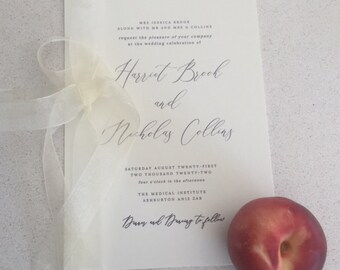 MRS JESSICA BROOK
ALONG WITH MR AND MRS B COLLINS
request the pleasure of your company
at the wedding celebration of
Harriet Brook
and
Nicholas Collins
SATURDAY AUGUST TWENTY-FIRST,
TWO THOUSAND TWENTY TWO
four o'clock in the afternoon
THE MEDICAL INSTITUTE
ASHBURTON
Dinner and Dancing to follow